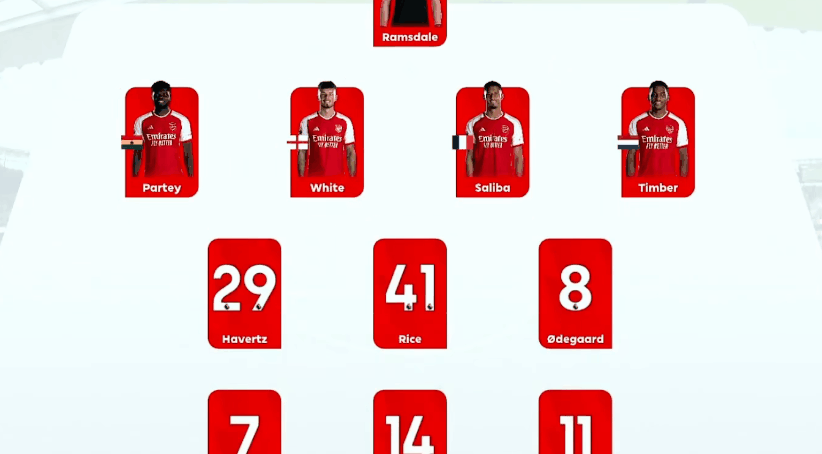 Ramsdale
Emirates
FLY BETTER
Emirates
FLY BETTER
Emirates
FLY BETTER
Emirates
FLY BETTER
Partey
White
Saliba
Timber
29
41
8
Havertz
Rice
Ødegaard
7
14
11